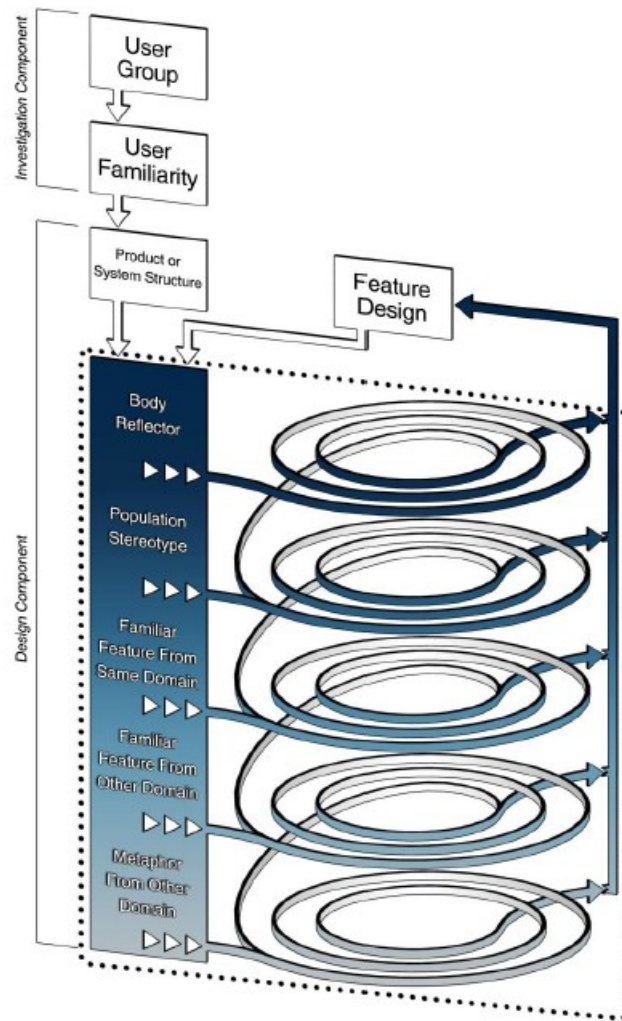 Investigation Component
User
Group
User
Familiarity
Design Component
Product or
System Structure
Feature
Design
Body
Reflector
Population
Stereotype
Familiar
Feature From
Same Domain
Familiar
Feature From
Other Domain
Metaphor
From Other
Domain